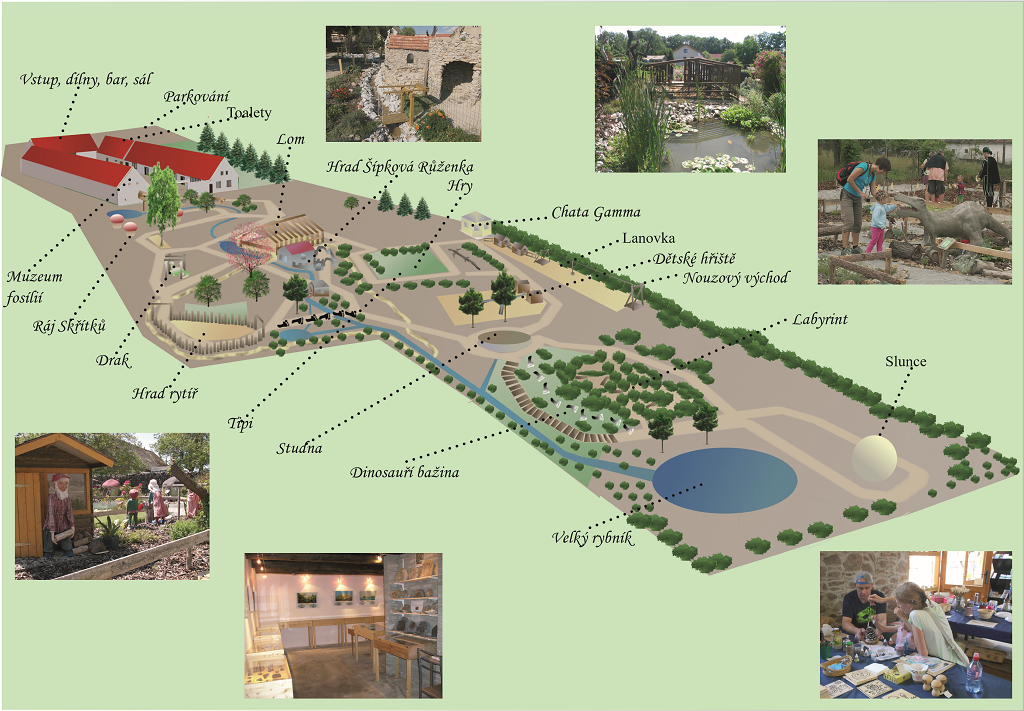 Vstup, dílny, bar, sál
Parkování
Toalety
Lom
Hrad Šípková Růženka
Hry
Chata Gamma
Lanovka
Dětské hřiště
Nouzový východ
Labyrint
Slunce
Muzeum
fosílií
Ráj Skřítků
Drak
Hrad rytíř
Típí
Studna
Dinosauří bažina
Velký rybník